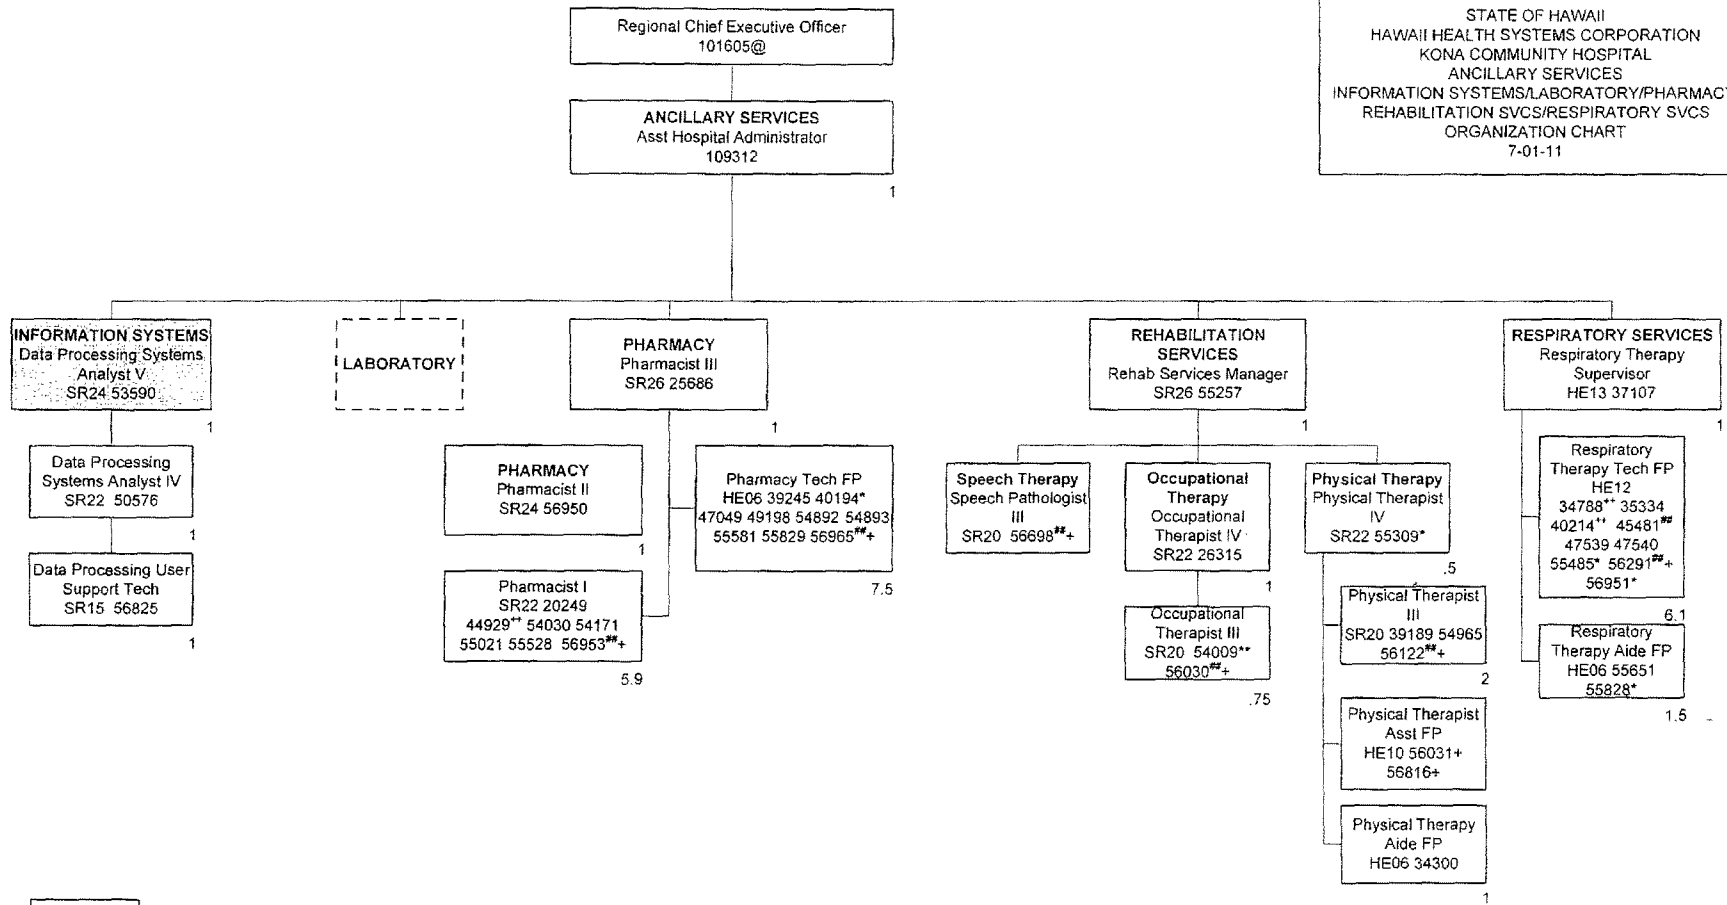 Regional Chief Executive Officer
101605@
STATE OF HAWAII
HAWAII HEALTH SYSTEMS CORPORATION
KONA COMMUNITY HOSPITAL
ANCILLARY SERVICES
INFORMATION SYSTEMS/LABORATORY/PHARMACY
REHABILITATION SVCS/RESPIRATORY SVCS
ORGANIZATION CHART
7-01-11
ANCILLARY SERVICES
Asst Hospital Administrator
109312
1
INFORMATION SYSTEMS
Data Processing Systems
Analyst V
SR24 53590
1
Data Processing
Systems Analyst IV
SR22 50576
1
Data Processing User
Support Tech
SR15 56825
1
LABORATORY
PHARMACY
Pharmacist III
SR26 25686
1
PHARMACY
Pharmacist II
SR24 56950
1
Pharmacist I
SR22 20249
44929++ 54030 54171
55021 55528 56953##+
5.9
Pharmacy Tech FP
HE06 39245 40194*
47049 49198 54892 54893
55581 55829 56965##+
7.5
REHABILITATION
SERVICES
Rehab Services Manager
SR26 55257
1
Speech Therapy
Speech Pathologist
III
SR20 56698##+
Occupational
Therapy
Occupational
Therapist IV
SR22 26315
1
Occupational
Therapist III
SR20 54009**
56030##+
.75
Physical Therapy
Physical Therapist
IV
SR22 55309*
.5
Physical Therapist
III
SR20 39189 54965
56122##+
2
Physical Therapist
Asst FP
HE10 56031+
56816+
Physical Therapy
Aide FP
HE06 34300
1
RESPIRATORY SERVICES
Respiratory Therapy
Supervisor
HE13 37107
1
Respiratory
Therapy Tech FP
HE12
34788++ 35334
40214++ 45481##
47539 47540
55485* 56291##+
56951*
6.1
Respiratory
Therapy Aide FP
HE06 55651
55828*
1.5